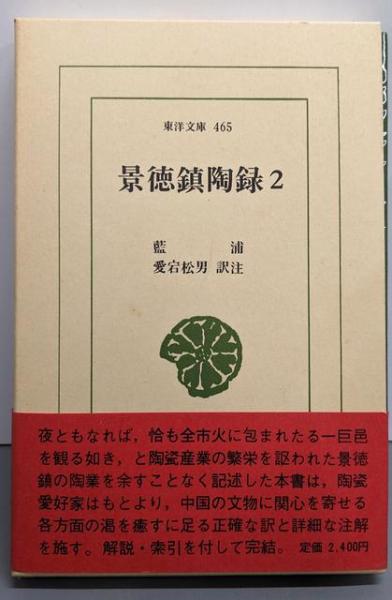 東洋文庫 465
景徳鎮陶録2
藍 浦
愛宕松男 訳注
夜ともなれば，恰も全市火に包まれたる一巨邑
を観る如き，と陶瓷産業の繁栄を謳われた景徳
鎮の陶業を余すことなく記述した本書は，陶瓷
愛好家はもとより，中国の文物に関心を寄せる
各方面の渇を癒すに足る正確な訳と詳細な注解
を施す。解説・索引を付して完結。 定価 2,400円